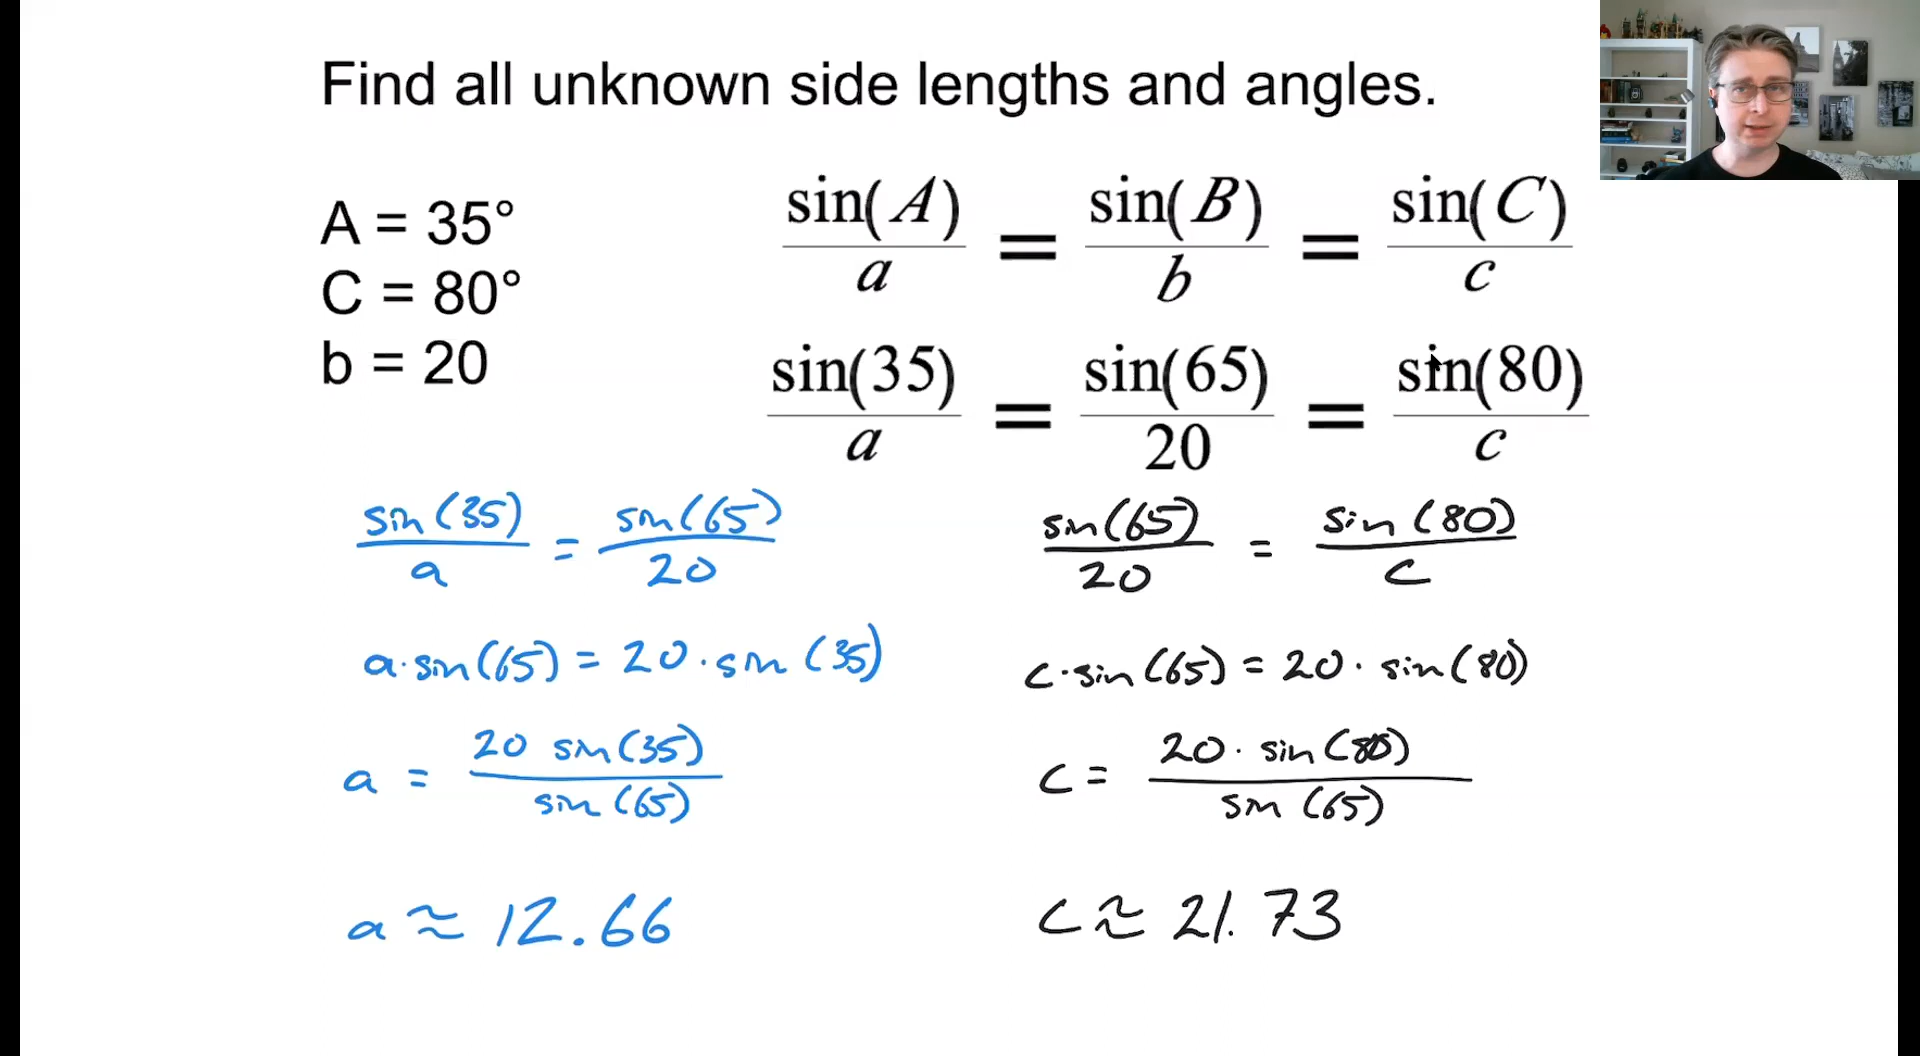 Find all unknown side lengths and angles.
A = 35°
C = 80°
b = 20
sin(A)/a = sin(B)/b = sin(C)/c
sin(35)/a = sin(65)/20 = sin(80)/c
sin(35)/a = sin(65)/20
a·sin(65) = 20·sin(35)
a = 20 sin(35)/sin(65)
a ≈ 12.66
sin(65)/20 = sin(80)/c
c·sin(65) = 20·sin(80)
c = 20·sin(80)/sin(65)
c ≈ 21.73